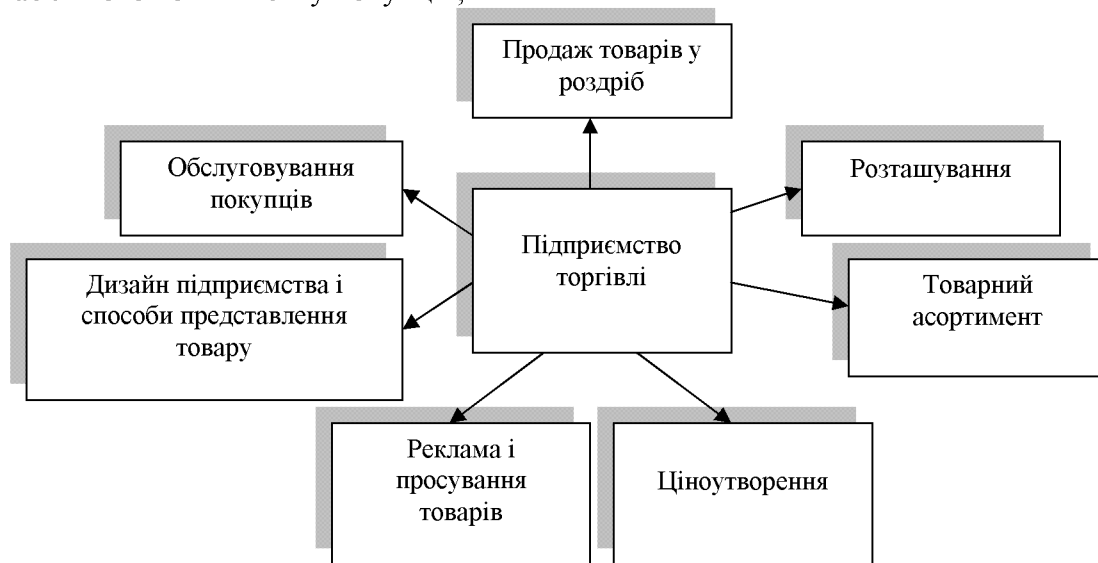 Продаж товарів у
роздріб
Обслуговування
покупців
Розташування
Підприємство
торгівлі
Дизайн підприємства і
способи представлення
товару
Товарний
асортимент
Реклама і
просування
товарів
Ціноутворення